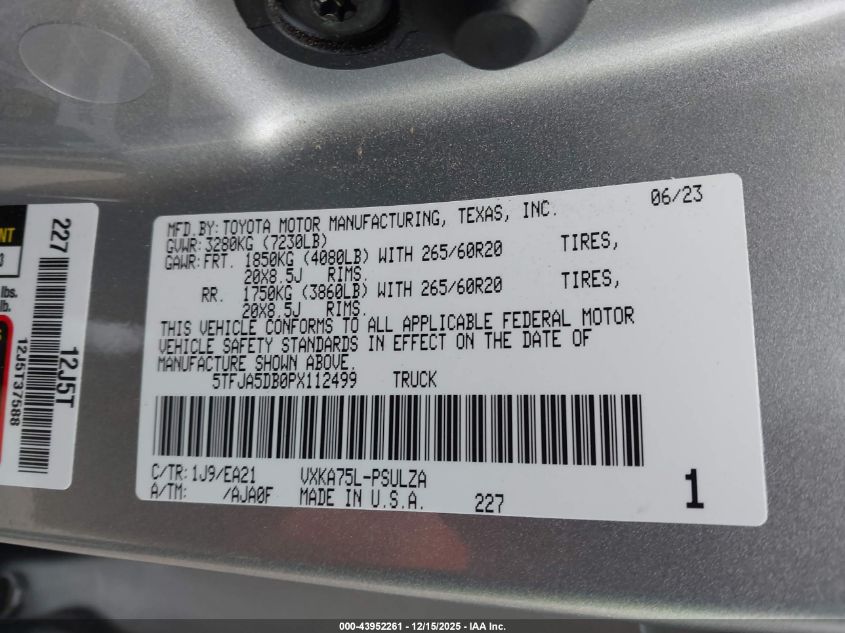 MFD.BY: TOYOTA MOTOR MANUFACTURING, TEXAS, INC. 06/23
GVWR: 3280KG (7230LB)
GAWR: FRT. 1850KG (4080LB) WITH 265/60R20 TIRES,
20X8.5J RIMS.
RR. 1750KG (3860LB) WITH 265/60R20 TIRES,
20X8.5J RIMS.
THIS VEHICLE CONFORMS TO ALL APPLICABLE FEDERAL MOTOR
VEHICLE SAFETY STANDARDS IN EFFECT ON THE DATE OF
MANUFACTURE SHOWN ABOVE.
5TFJA5DB0PX112499 TRUCK
C/TR: 1J9/EA21 VXKA75L-PSULZA
A/TM: /AJA0F MADE IN U.S.A. 227 1
227
12J5T
12J5T37588
NT
3
lbs.
lb.
000-43952261 - 12/15/2025 - IAA Inc.